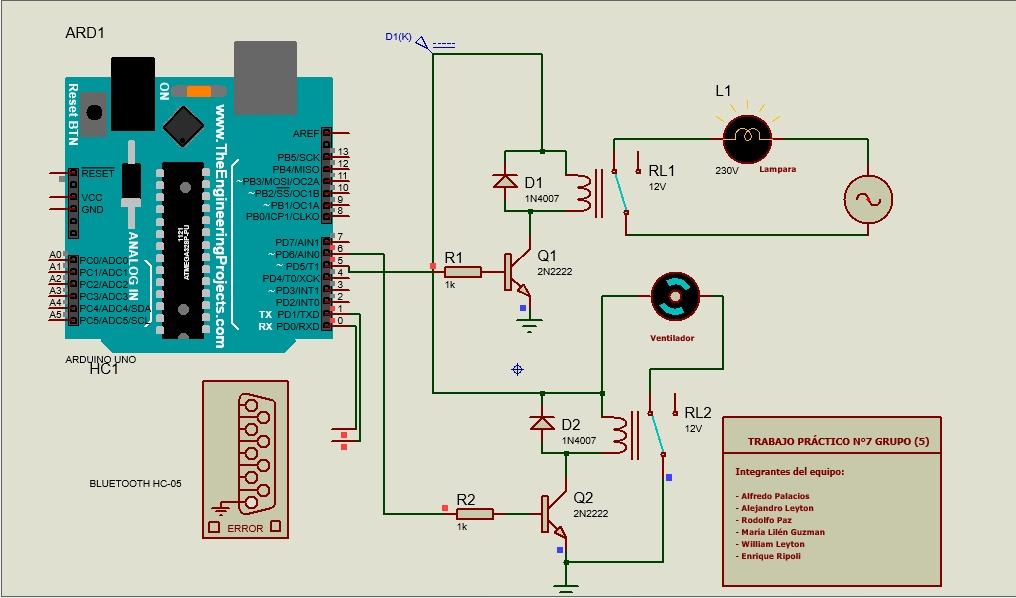 ARD1
D1(K)
Reset BTN
ON
www.TheEngineeringProjects.com
AREF
PB5/SCK 13
PB4/MISO 12
~PB3/MOSI/OC2A 11
~PB2/SS/OC1B 10
~PB1/OC1A 9
PB0/ICP1/CLKO 8
RESET
VCC
GND
ANALOG IN
ATMEGA328P-PU
1121
PD7/AIN1 7
~PD6/AIN0 6
~PD5/T1 5
PD4/T0/XCK 4
~PD3/INT1 3
PD2/INT0 2
TX PD1/TXD 1
RX PD0/RXD 0
A0 PC0/ADC0
A1 PC1/ADC1
A2 PC2/ADC2
A3 PC3/ADC3
A4 PC4/ADC4/SDA
A5 PC5/ADC5/SCL
ARDUINO UNO
HC1
BLUETOOTH HC-05
ERROR
D1
1N4007
RL1
12V
L1
230V
Lampara
R1
1k
Q1
2N2222
Ventilador
D2
1N4007
RL2
12V
R2
1k
Q2
2N2222
TRABAJO PRÁCTICO Nº7 GRUPO (5)
Integrantes del equipo:
- Alfredo Palacios
- Alejandro Leyton
- Rodolfo Paz
- María Lilén Guzman
- William Leyton
- Enrique Ripoli